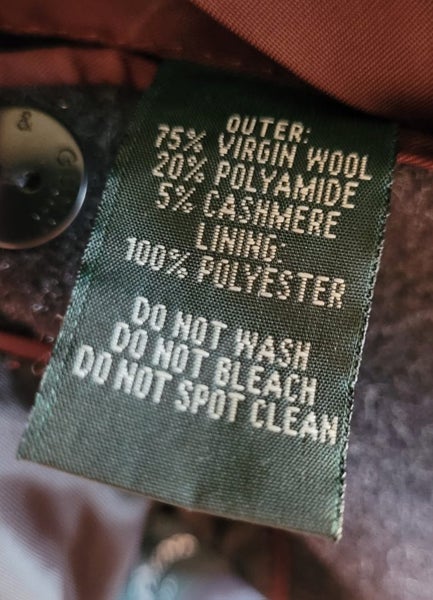 & G
OUTER:
75% VIRGIN WOOL
20% POLYAMIDE
5% CASHMERE
LINING:
100% POLYESTER
DO NOT WASH
DO NOT BLEACH
DO NOT SPOT CLEAN